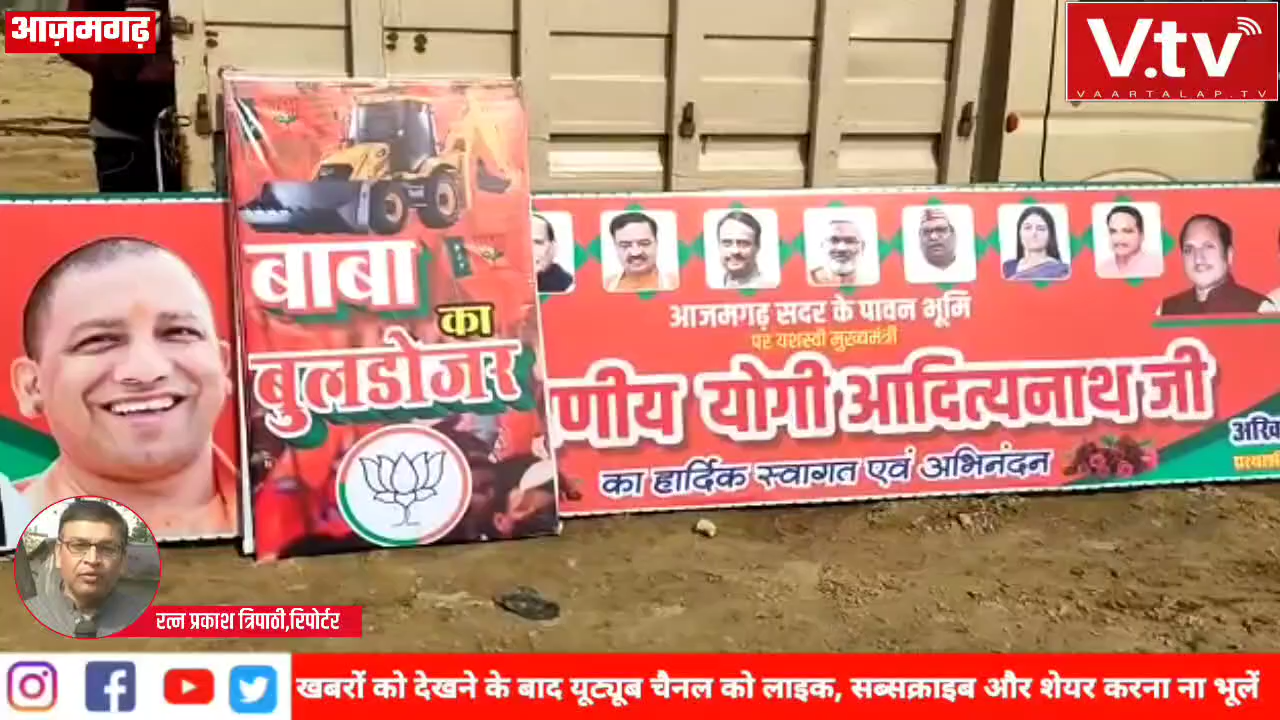 आज़मगढ़
V.tv
VAARTALAP.TV
बाबा
का
बुलडोजर
आजमगढ़ सदर के पावन भूमि
पर यशस्वी मुख्यमंत्री
णीय योगी आदित्यनाथ जी
का हार्दिक स्वागत एवं अभिनंदन
रत्न प्रकाश त्रिपाठी,रिपोर्टर
खबरों को देखने के बाद यूट्यूब चैनल को लाइक, सब्सक्राइब और शेयर करना ना भूलें